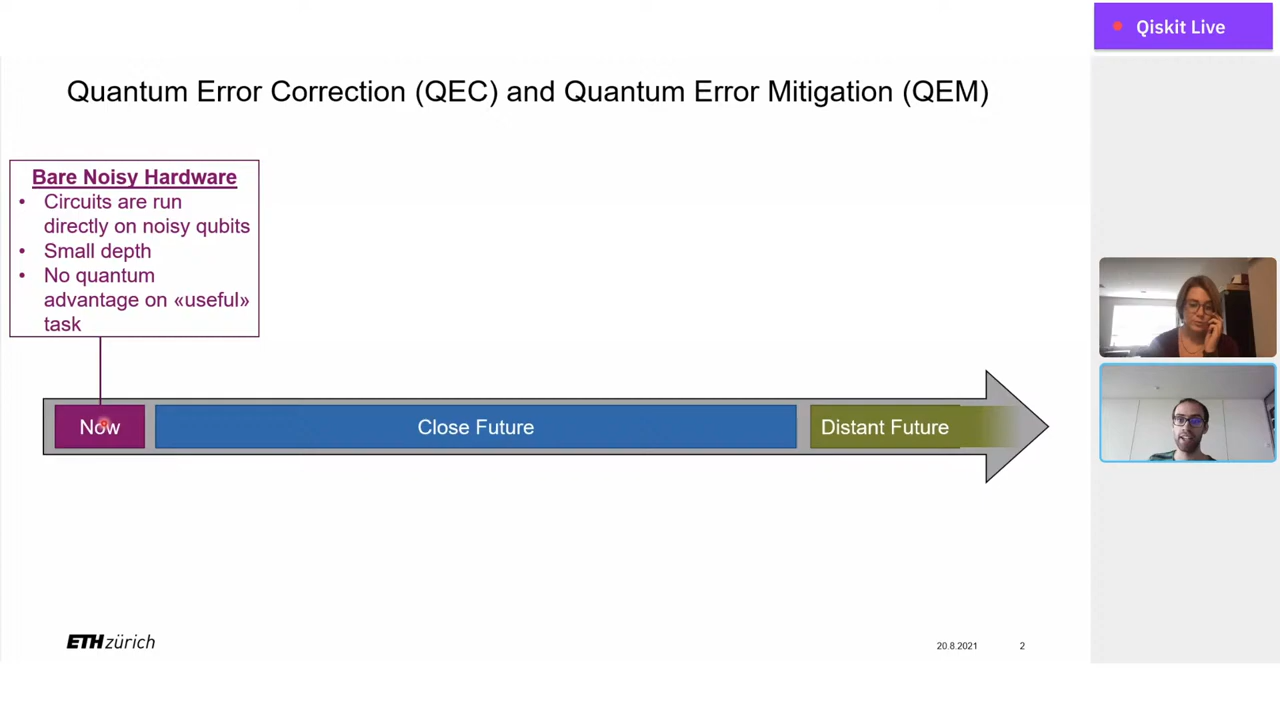 Qiskit Live
Quantum Error Correction (QEC) and Quantum Error Mitigation (QEM)
Bare Noisy Hardware
• Circuits are run
directly on noisy qubits
• Small depth
• No quantum
advantage on «useful»
task
Now
Close Future
Distant Future
ETH zürich
20.8.2021
2